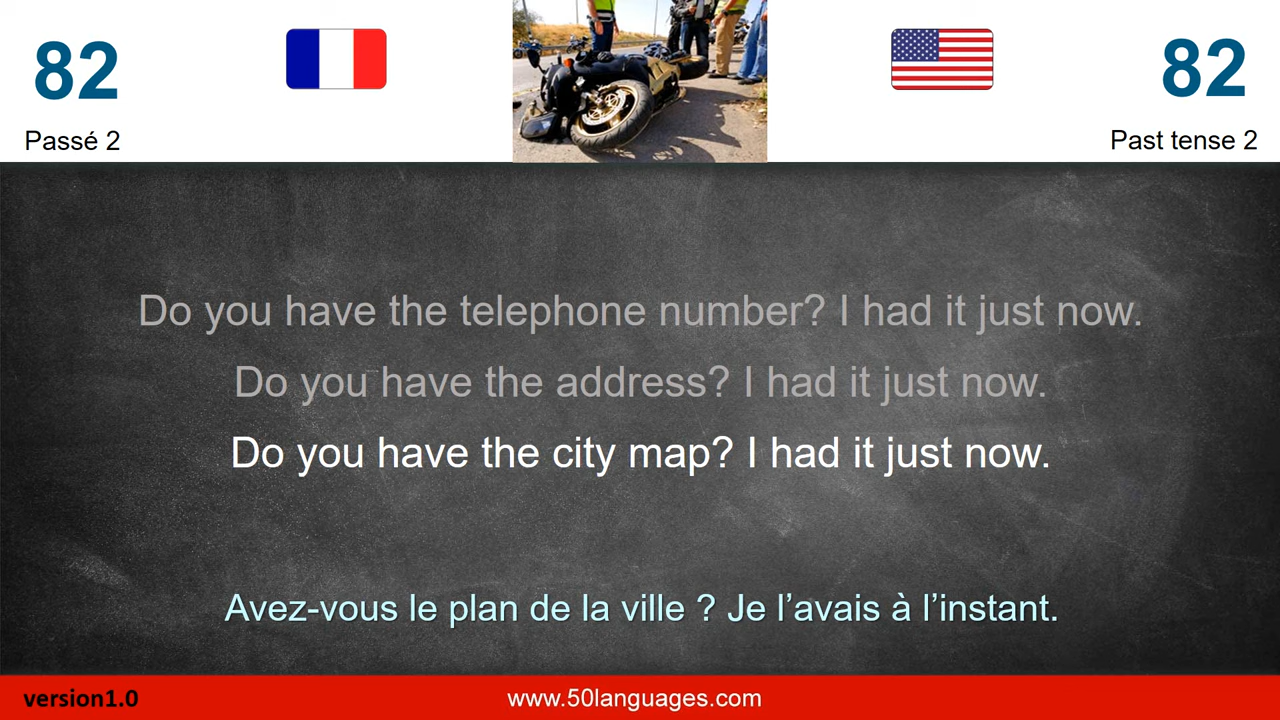 82
82
Passé 2
Past tense 2
Do you have the telephone number? I had it just now.
Do you have the address? I had it just now.
Do you have the city map? I had it just now.
Avez-vous le plan de la ville ? Je l’avais à l’instant.
version1.0
www.50languages.com